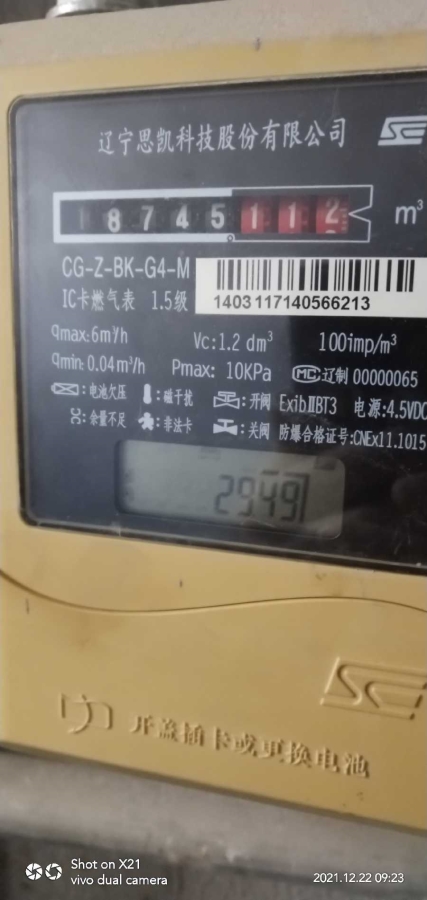 辽宁思凯科技股份有限公司
18745112 m³
CG-Z-BK-G4-M
IC卡燃气表 1.5级
1403117140566213
qmax:6m³/h Vc:1.2 dm³ 100imp/m³
qmin:0.04m³/h Pmax: 10KPa MC辽制 00000065
:电池欠压 :磁干扰 :开阀 ExibⅡBT3 电源:4.5VDC
:余量不足 :非法卡 :关阀 防爆合格证号:CNEx11.1015
2949
开盖插卡或更换电池
Shot on X21
vivo dual camera
2021.12.22 09:23